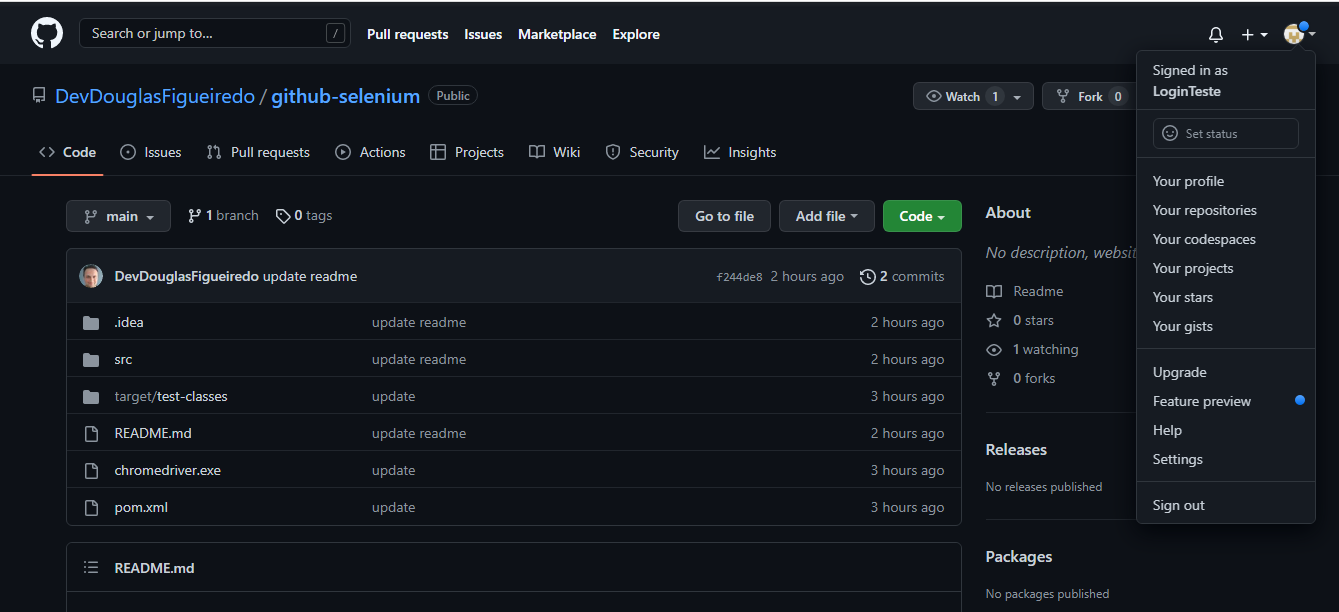 Search or jump to... /
Pull requests Issues Marketplace Explore
Signed in as
LoginTeste
Set status
Your profile
Your repositories
Your codespaces
Your projects
Your stars
Your gists
Upgrade
Feature preview
Help
Settings
Sign out
DevDouglasFigueiredo / github-selenium Public
Watch 1 Fork 0
Code Issues Pull requests Actions Projects Wiki Security Insights
main 1 branch 0 tags Go to file Add file Code
DevDouglasFigueiredo update readme f244de8 2 hours ago 2 commits
.idea update readme 2 hours ago
src update readme 2 hours ago
target/test-classes update 3 hours ago
README.md update readme 2 hours ago
chromedriver.exe update 3 hours ago
pom.xml update 3 hours ago
README.md
About
No description, websit
Readme
0 stars
1 watching
0 forks
Releases
No releases published
Packages
No packages published